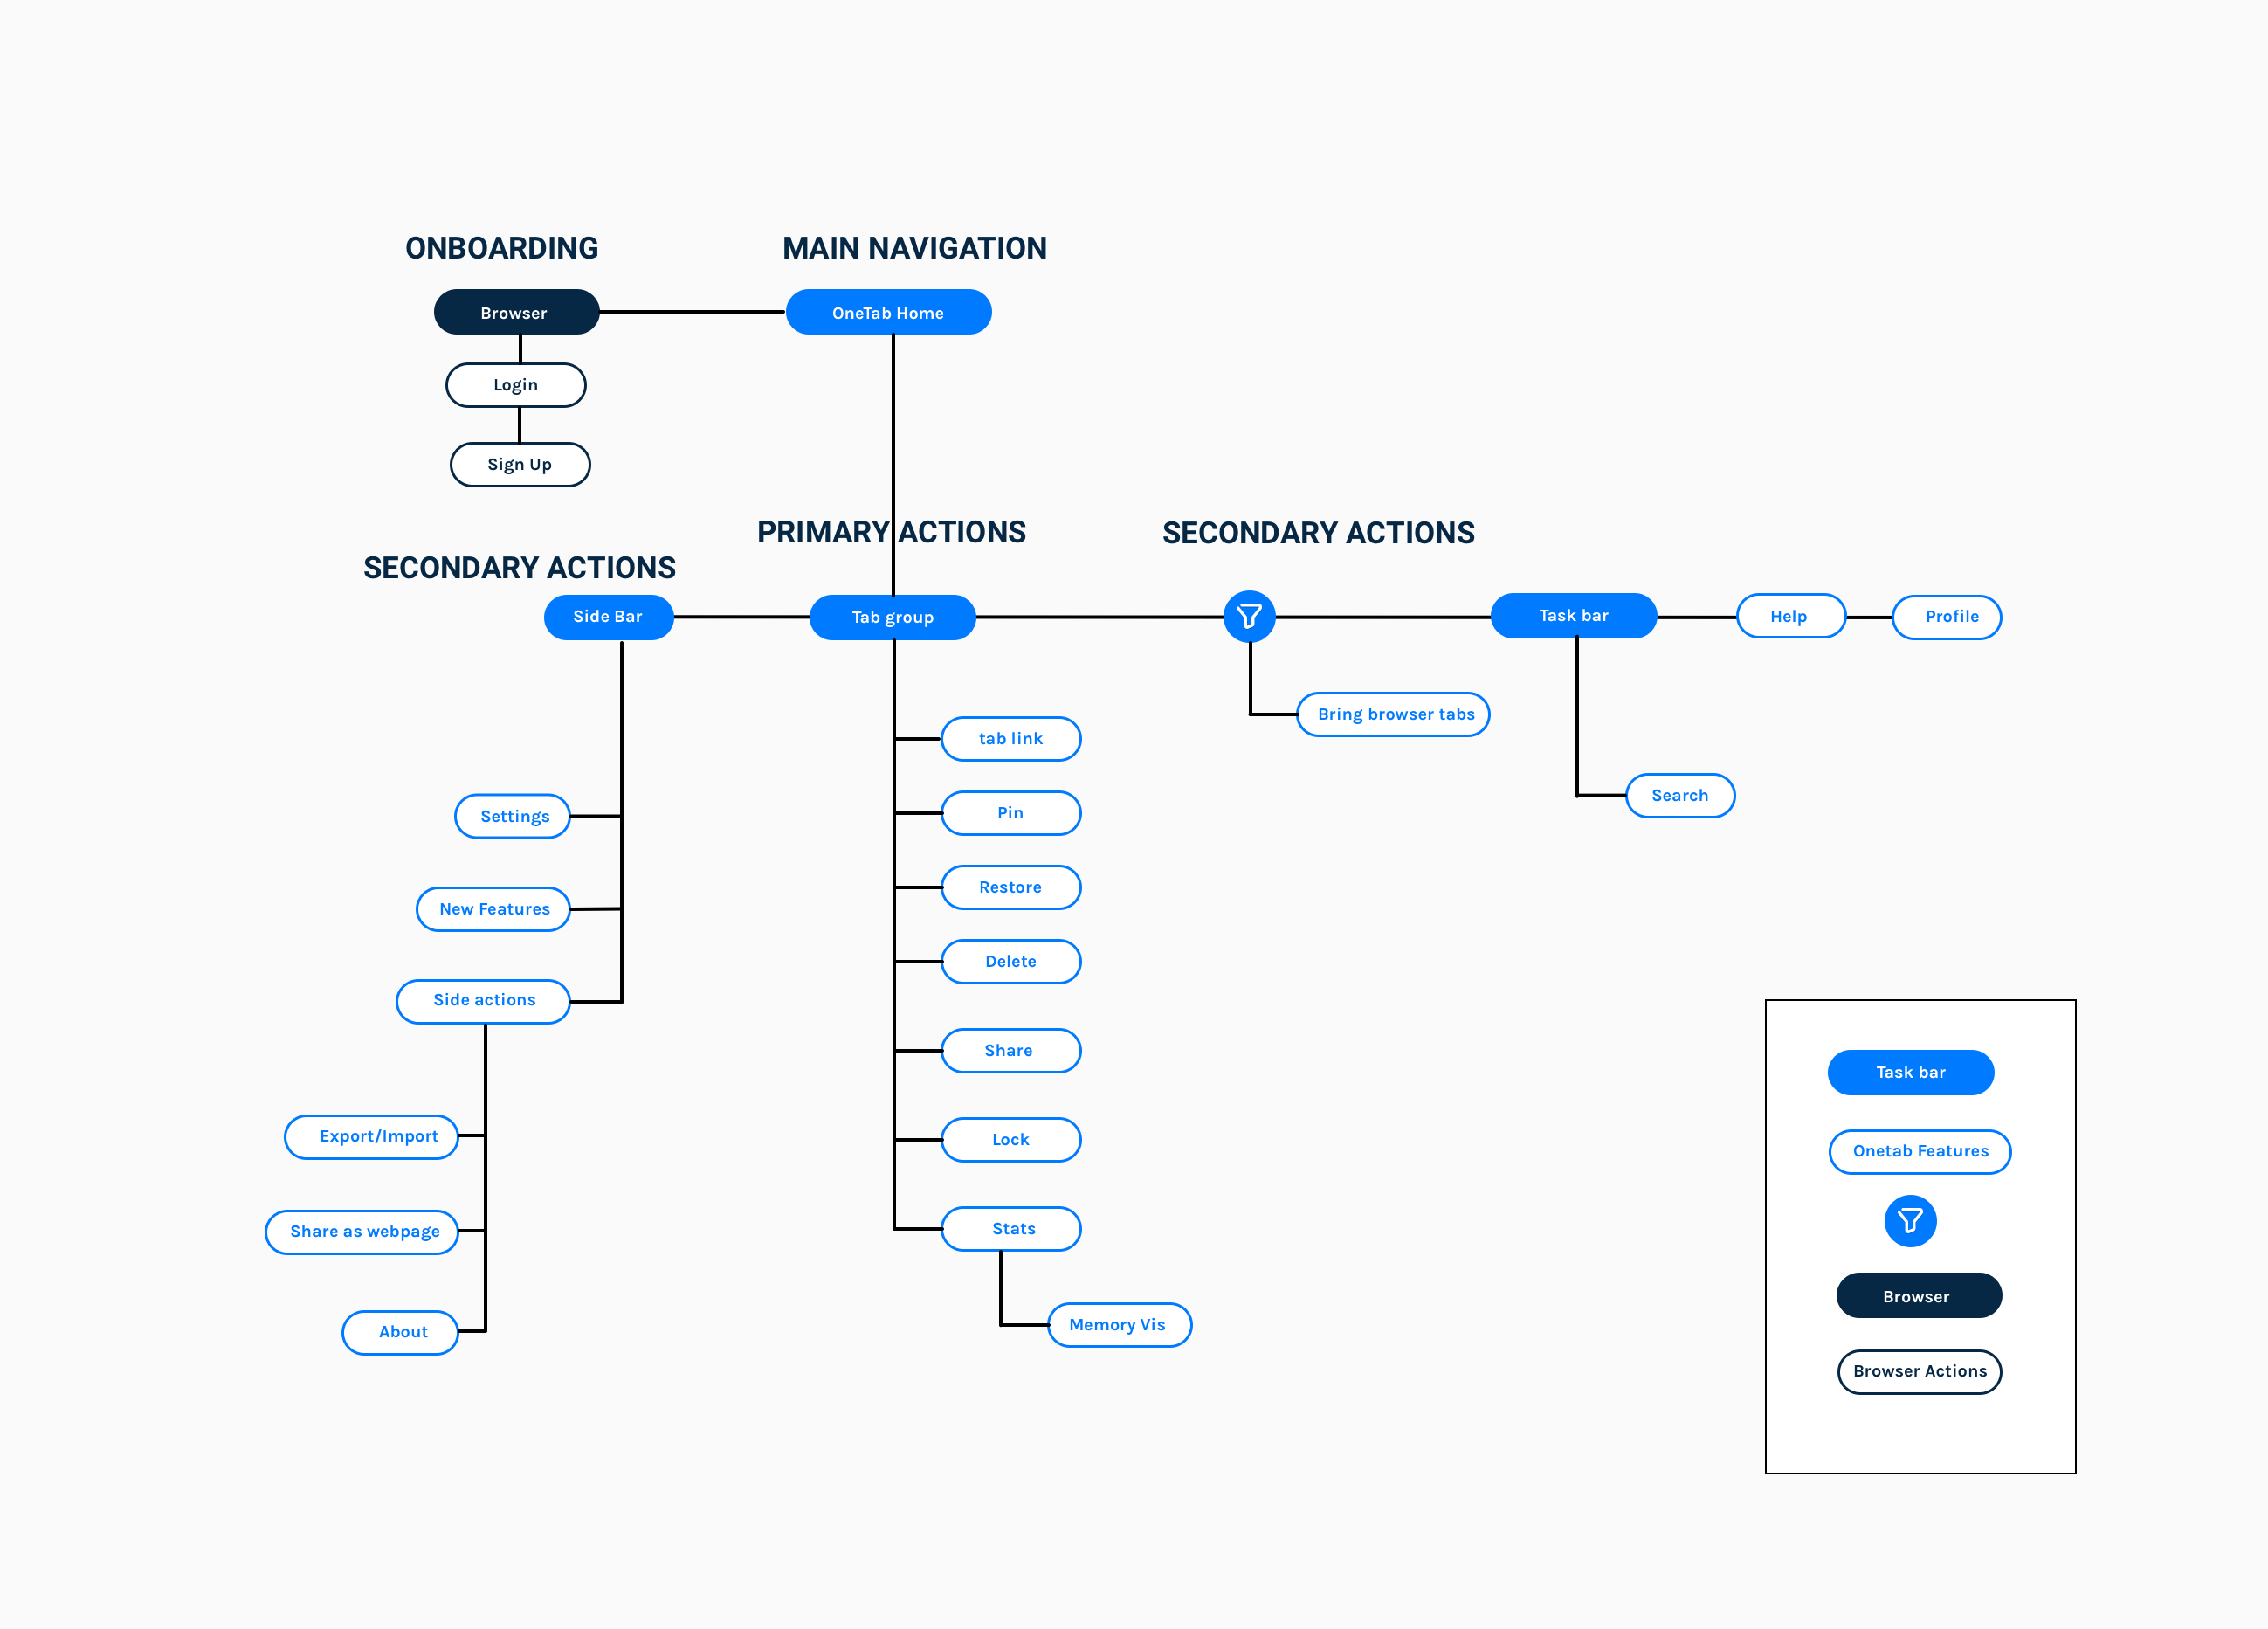 ONBOARDING
MAIN NAVIGATION
Browser
OneTab Home
Login
Sign Up
PRIMARY ACTIONS
SECONDARY ACTIONS
SECONDARY ACTIONS
Side Bar
Tab group
Task bar
Help
Profile
Bring browser tabs
tab link
Search
Pin
Settings
Restore
New Features
Delete
Side actions
Share
Task bar
Export/Import
Lock
Onetab Features
Share as webpage
Stats
Browser
About
Memory Vis
Browser Actions